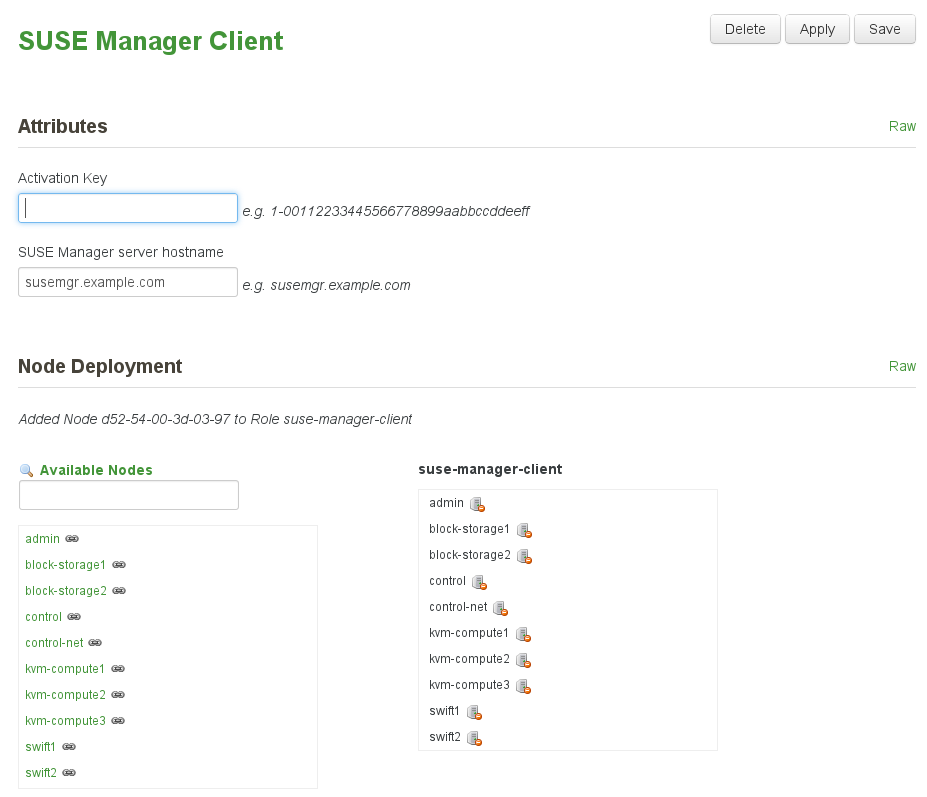 SUSE Manager Client
Delete
Apply
Save
Attributes
Raw
Activation Key
e.g. 1-00112233445566778899aabbccddeeff
SUSE Manager server hostname
susemgr.example.com
e.g. susemgr.example.com
Node Deployment
Raw
Added Node d52-54-00-3d-03-97 to Role suse-manager-client
Available Nodes
admin
block-storage1
block-storage2
control
control-net
kvm-compute1
kvm-compute2
kvm-compute3
swift1
swift2
suse-manager-client
admin
block-storage1
block-storage2
control
control-net
kvm-compute1
kvm-compute2
kvm-compute3
swift1
swift2